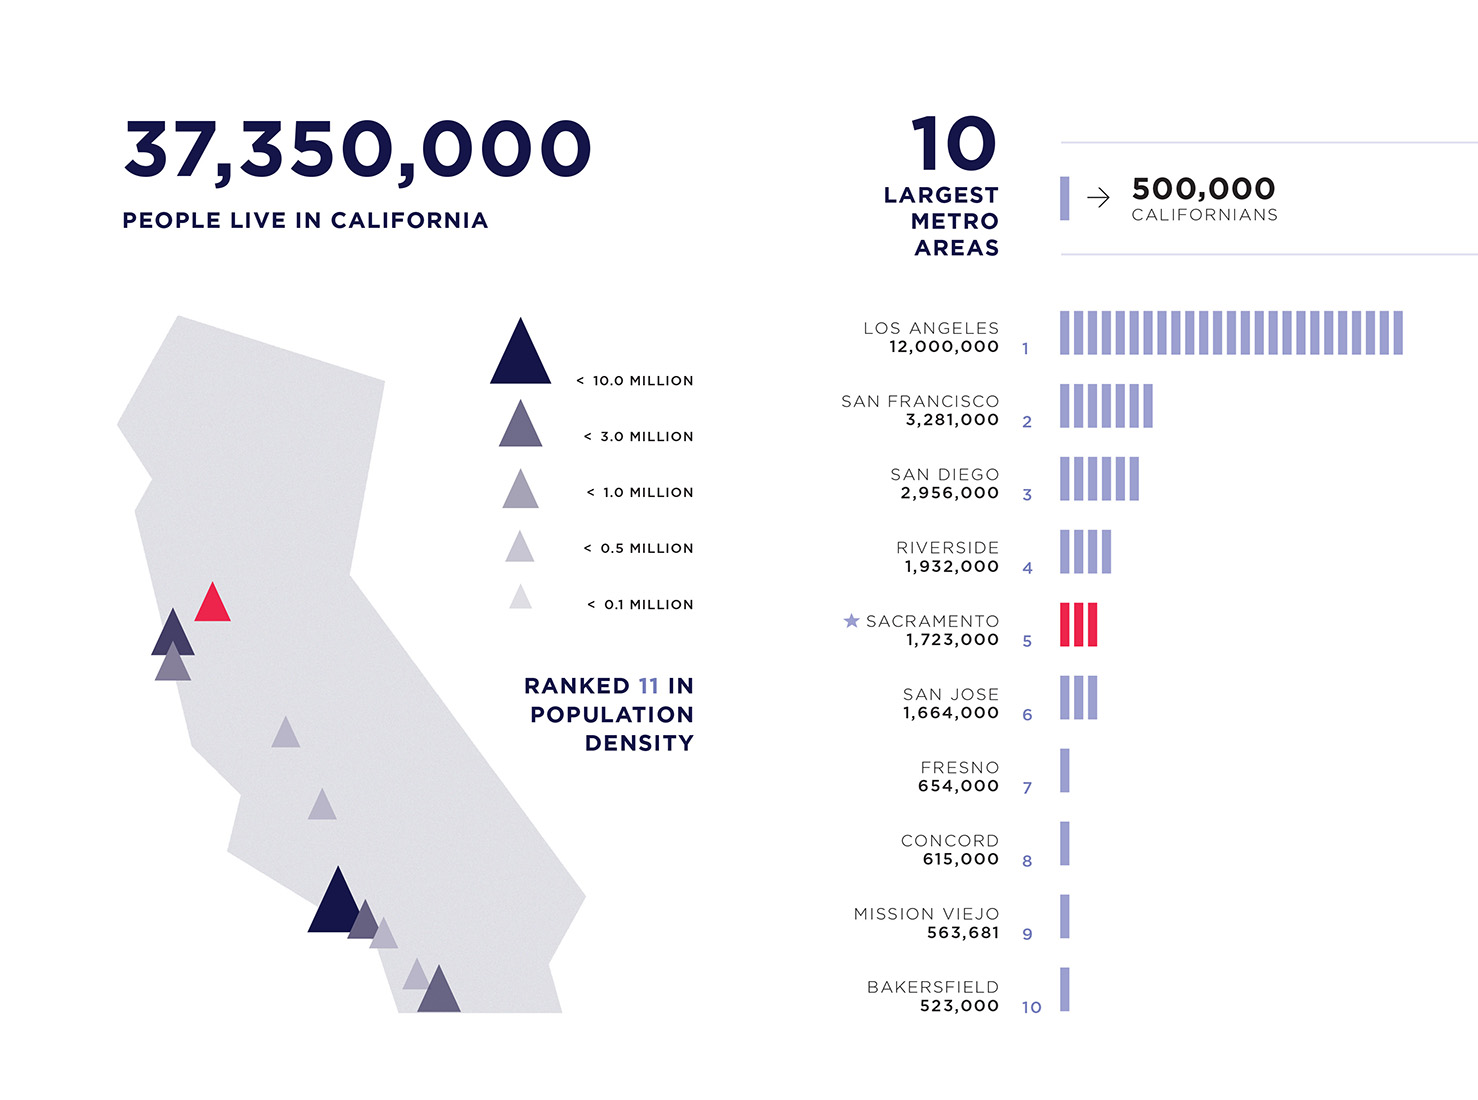 37,350,000
PEOPLE LIVE IN CALIFORNIA
< 10.0 MILLION
< 3.0 MILLION
< 1.0 MILLION
< 0.5 MILLION
< 0.1 MILLION
RANKED 11 IN
POPULATION
DENSITY
10
LARGEST
METRO
AREAS
500,000
CALIFORNIANS
LOS ANGELES
12,000,000 1
SAN FRANCISCO
3,281,000 2
SAN DIEGO
2,956,000 3
RIVERSIDE
1,932,000 4
SACRAMENTO
1,723,000 5
SAN JOSE
1,664,000 6
FRESNO
654,000 7
CONCORD
615,000 8
MISSION VIEJO
563,681 9
BAKERSFIELD
523,000 10